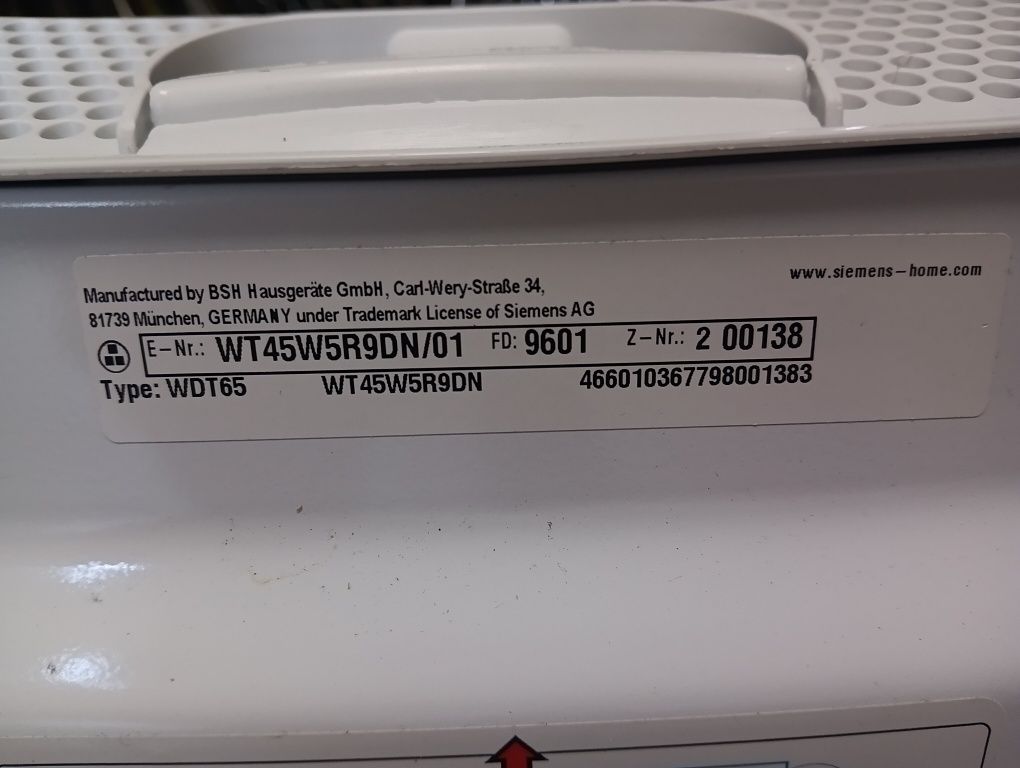 www.siemens-home.com
Manufactured by BSH Hausgeräte GmbH, Carl-Wery-Straße 34,
81739 München, GERMANY under Trademark License of Siemens AG
E-Nr.: WT45W5R9DN/01 FD: 9601 Z-Nr.: 2 00138
Type: WDT65 WT45W5R9DN 466010367798001383